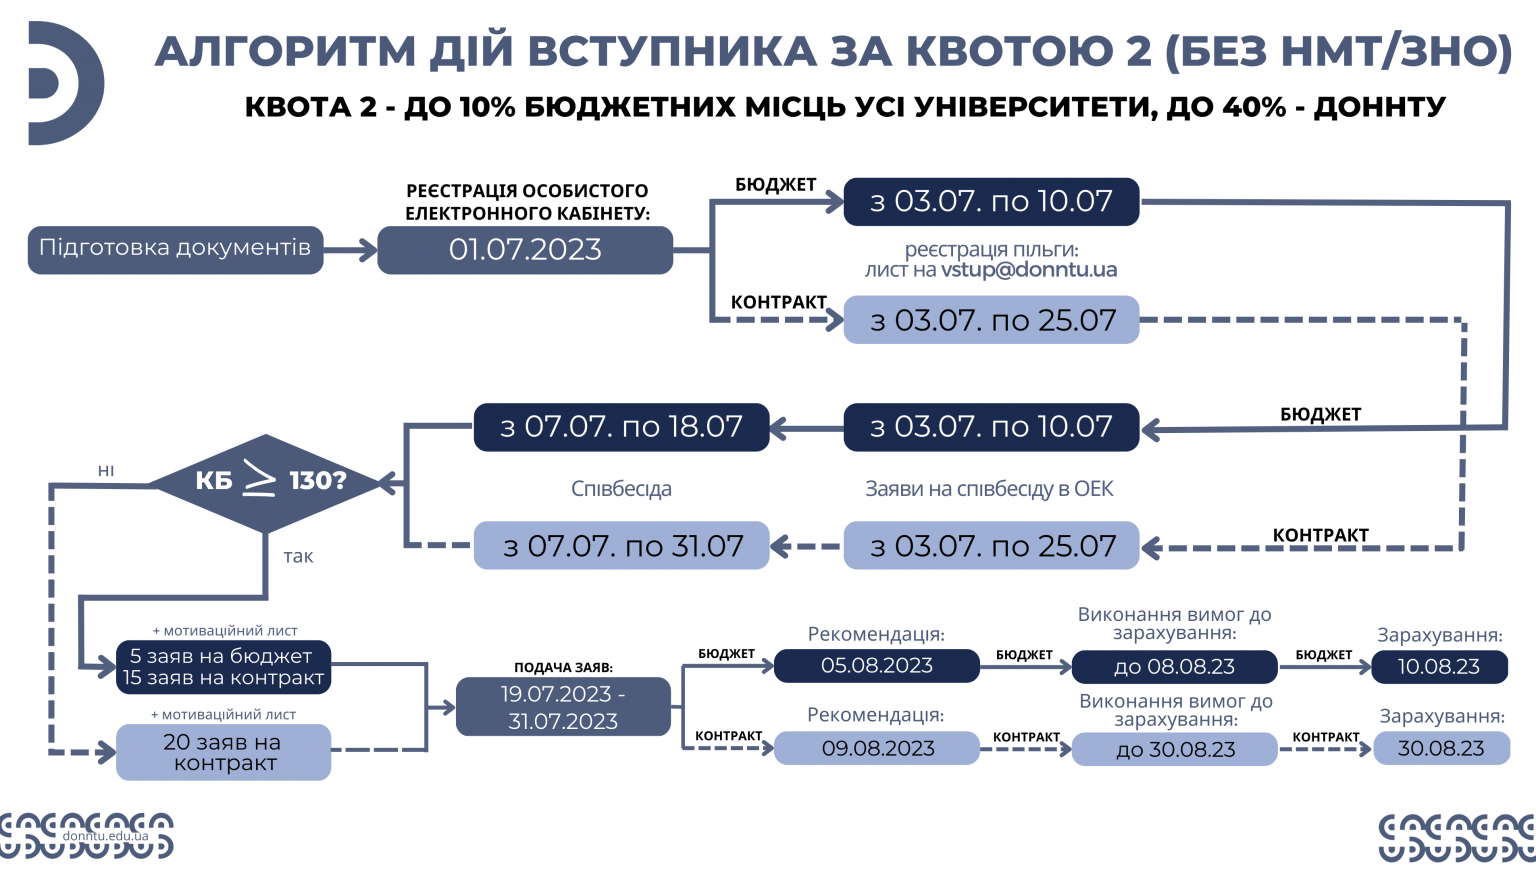 АЛГОРИТМ ДІЙ ВСТУПНИКА ЗА КВОТОЮ 2 (БЕЗ НМТ/ЗНО)
КВОТА 2 - ДО 10% БЮДЖЕТНИХ МІСЦЬ УСІ УНІВЕРСИТЕТИ, ДО 40% - ДОННТУ
Підготовка документів
РЕЄСТРАЦІЯ ОСОБИСТОГО
ЕЛЕКТРОННОГО КАБІНЕТУ:
01.07.2023
БЮДЖЕТ
з 03.07. по 10.07
реєстрація пільги:
лист на vstup@donntu.ua
КОНТРАКТ
з 03.07. по 25.07
БЮДЖЕТ
з 03.07. по 10.07
з 07.07. по 18.07
Заяви на співбесіду в ОЕК
Співбесіда
КОНТРАКТ
з 03.07. по 25.07
з 07.07. по 31.07
КБ ≥ 130?
ні
так
+ мотиваційний лист
5 заяв на бюджет
15 заяв на контракт
+ мотиваційний лист
20 заяв на
контракт
ПОДАЧА ЗАЯВ:
19.07.2023 -
31.07.2023
БЮДЖЕТ
Рекомендація:
05.08.2023
БЮДЖЕТ
Виконання вимог до
зарахування:
до 08.08.23
БЮДЖЕТ
Зарахування:
10.08.23
КОНТРАКТ
Рекомендація:
09.08.2023
КОНТРАКТ
Виконання вимог до
зарахування:
до 30.08.23
КОНТРАКТ
Зарахування:
30.08.23
donntu.edu.ua